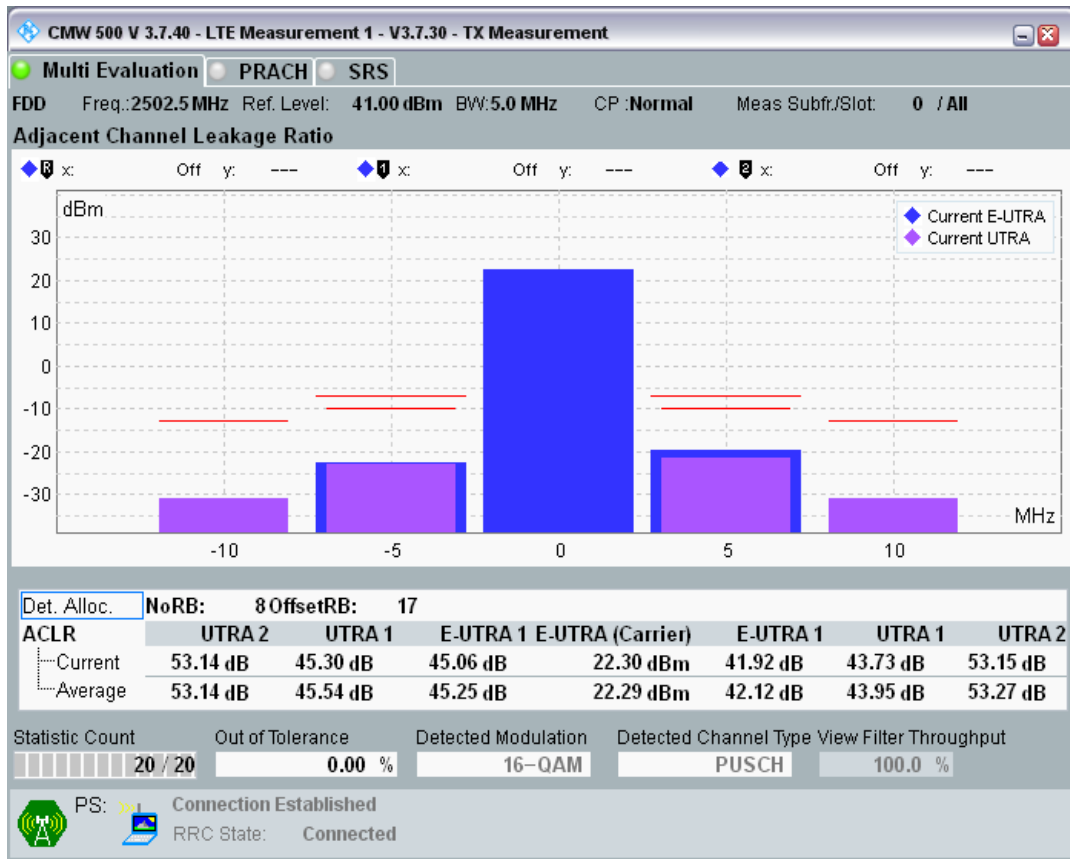 CMW 500 V 3.7.40 - LTE Measurement 1 - V3.7.30 - TX Measurement
Multi Evaluation PRACH SRS
FDD Freq.:2502.5 MHz Ref. Level: 41.00 dBm BW:5.0 MHz CP :Normal Meas Subfr./Slot: 0 / All
Adjacent Channel Leakage Ratio
R x: Off y: --- 1 x: Off y: --- 2 x: Off y: ---
dBm
Current E-UTRA
Current UTRA
30
20
10
0
-10
-20
-30
MHz
-10 -5 0 5 10
Det. Alloc. NoRB: 8 OffsetRB: 17
ACLR UTRA 2 UTRA 1 E-UTRA 1 E-UTRA (Carrier) E-UTRA 1 UTRA 1 UTRA 2
Current 53.14 dB 45.30 dB 45.06 dB 22.30 dBm 41.92 dB 43.73 dB 53.15 dB
Average 53.14 dB 45.54 dB 45.25 dB 22.29 dBm 42.12 dB 43.95 dB 53.27 dB
Statistic Count Out of Tolerance Detected Modulation Detected Channel Type View Filter Throughput
20 / 20 0.00 % 16-QAM PUSCH 100.0 %
PS: Connection Established
RRC State: Connected